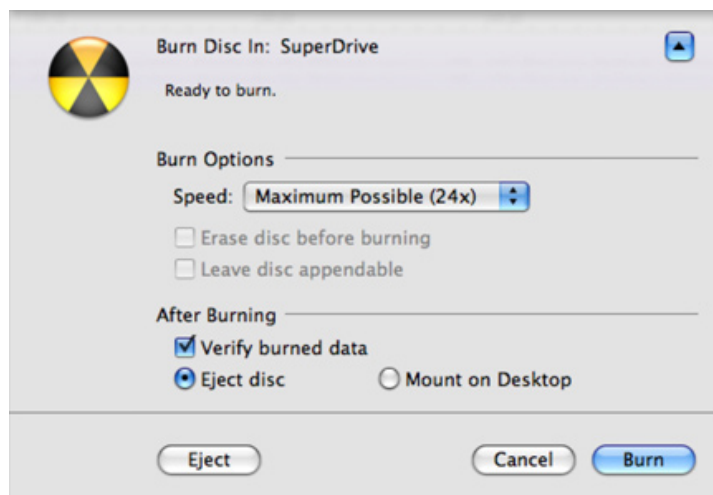 Burn Disc In: SuperDrive
Ready to burn.
Burn Options
Speed: Maximum Possible (24x)
Erase disc before burning
Leave disc appendable
After Burning
Verify burned data
Eject disc Mount on Desktop
Eject Cancel Burn